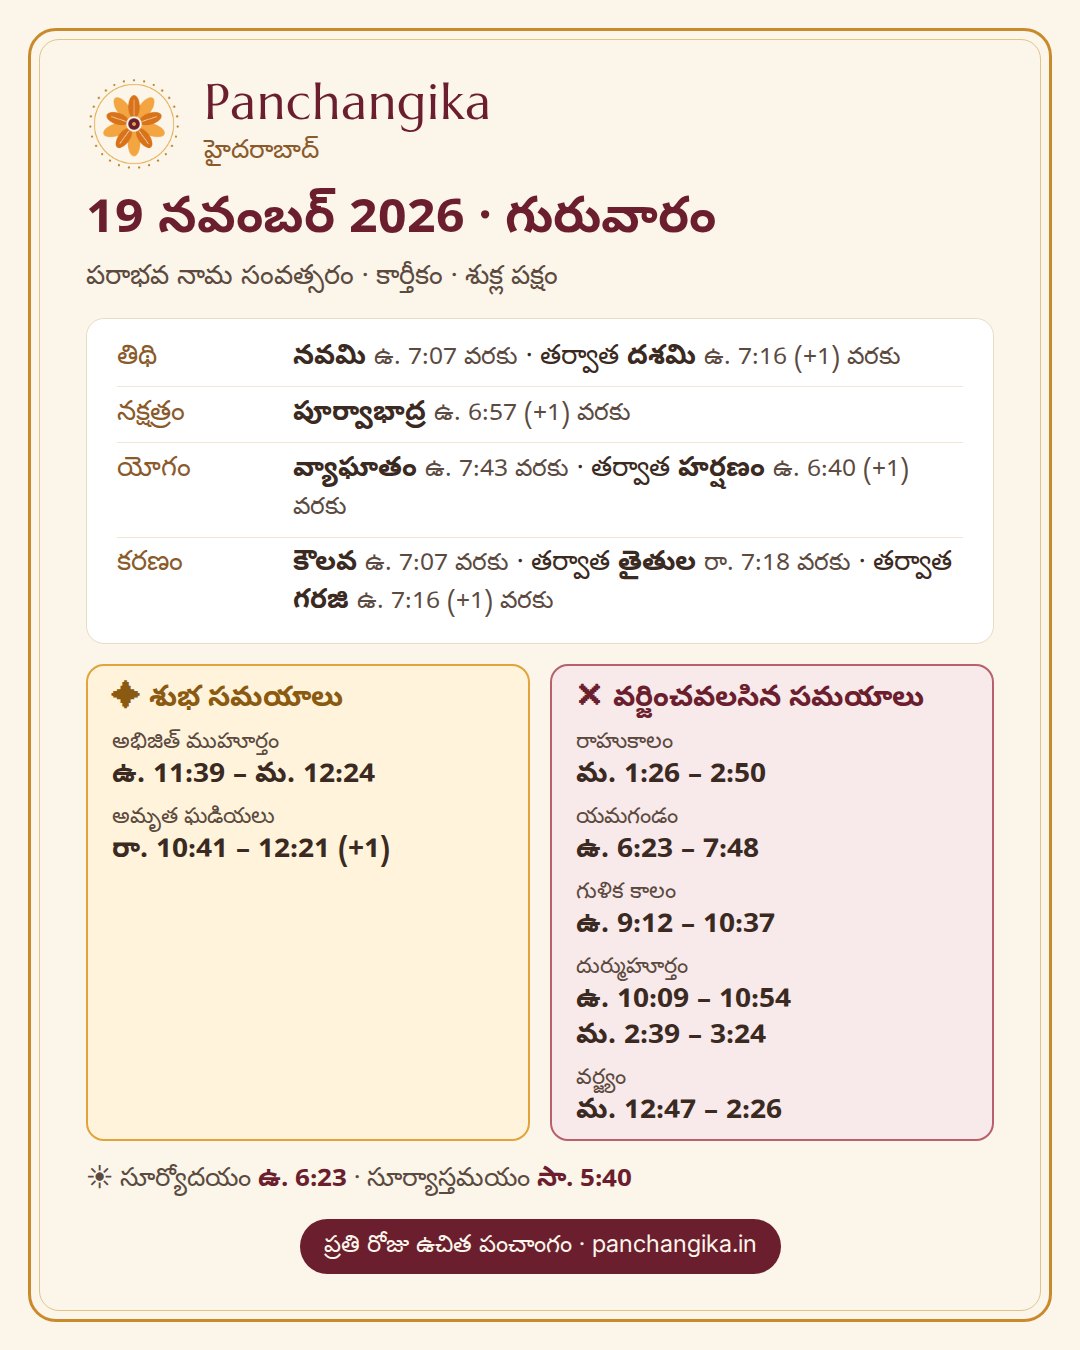 Panchangika
హైదరాబాద్
19 నవంబర్ 2026 · గురువారం
పరాభవ నామ సంవత్సరం · కార్తీకం · శుక్ల పక్షం
తిథి నవమి ఉ. 7:07 వరకు · తర్వాత దశమి ఉ. 7:16 (+1) వరకు
నక్షత్రం పూర్వాభాద్ర ఉ. 6:57 (+1) వరకు
యోగం వ్యాఘాతం ఉ. 7:43 వరకు · తర్వాత హర్షణం ఉ. 6:40 (+1)
వరకు
కరణం కౌలవ ఉ. 7:07 వరకు · తర్వాత తైతుల రా. 7:18 వరకు · తర్వాత
గరజి ఉ. 7:16 (+1) వరకు
శుభ సమయాలు
అభిజిత్ ముహూర్తం
ఉ. 11:39 – మ. 12:24
అమృత ఘడియలు
రా. 10:41 – 12:21 (+1)
✕ వర్జించవలసిన సమయాలు
రాహుకాలం
మ. 1:26 – 2:50
యమగండం
ఉ. 6:23 – 7:48
గుళిక కాలం
ఉ. 9:12 – 10:37
దుర్ముహూర్తం
ఉ. 10:09 – 10:54
మ. 2:39 – 3:24
వర్జ్యం
మ. 12:47 – 2:26
☀ సూర్యోదయం ఉ. 6:23 · సూర్యాస్తమయం సా. 5:40
ప్రతి రోజు ఉచిత పంచాంగం · panchangika.in